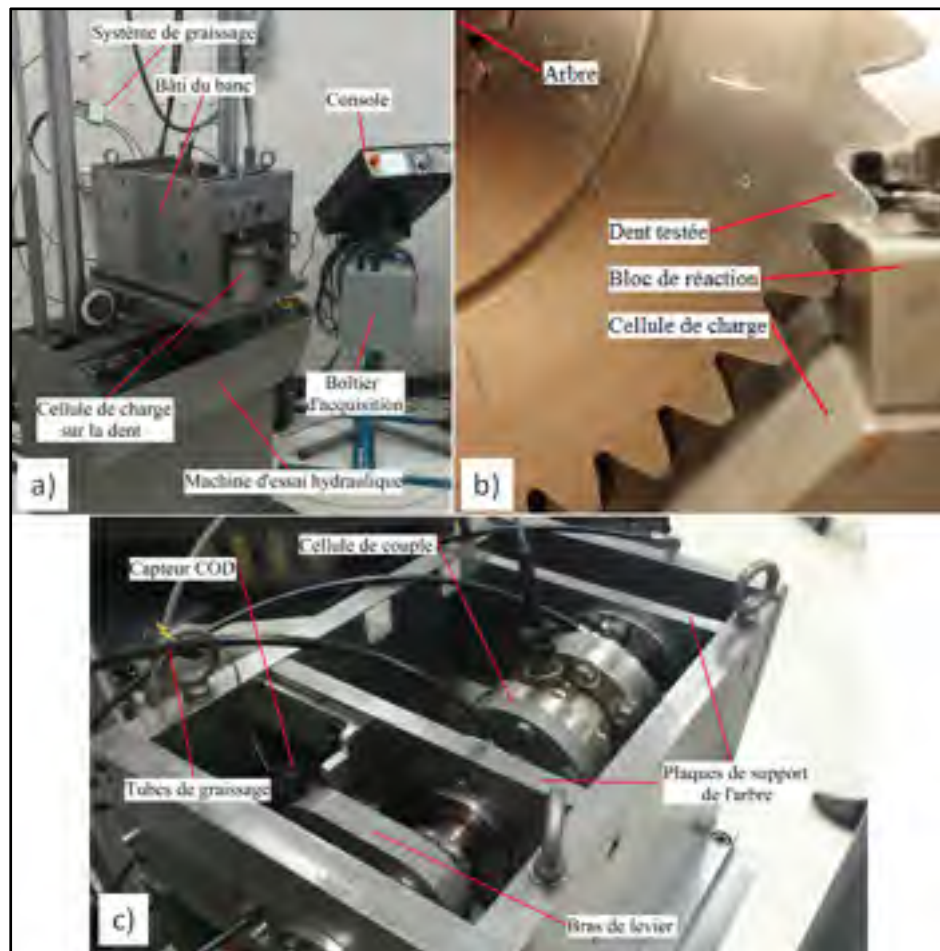 Système de graissage
Bâti du banc
Console
Cellule de charge
sur la dent
Boîtier
d'acquisition
Machine d'essai hydraulique
a)
Arbre
Dent testée
Bloc de réaction
Cellule de charge
b)
Cellule de couple
Capteur COD
Tubes de graissage
Plaques de support
de l'arbre
Bras de levier
c)